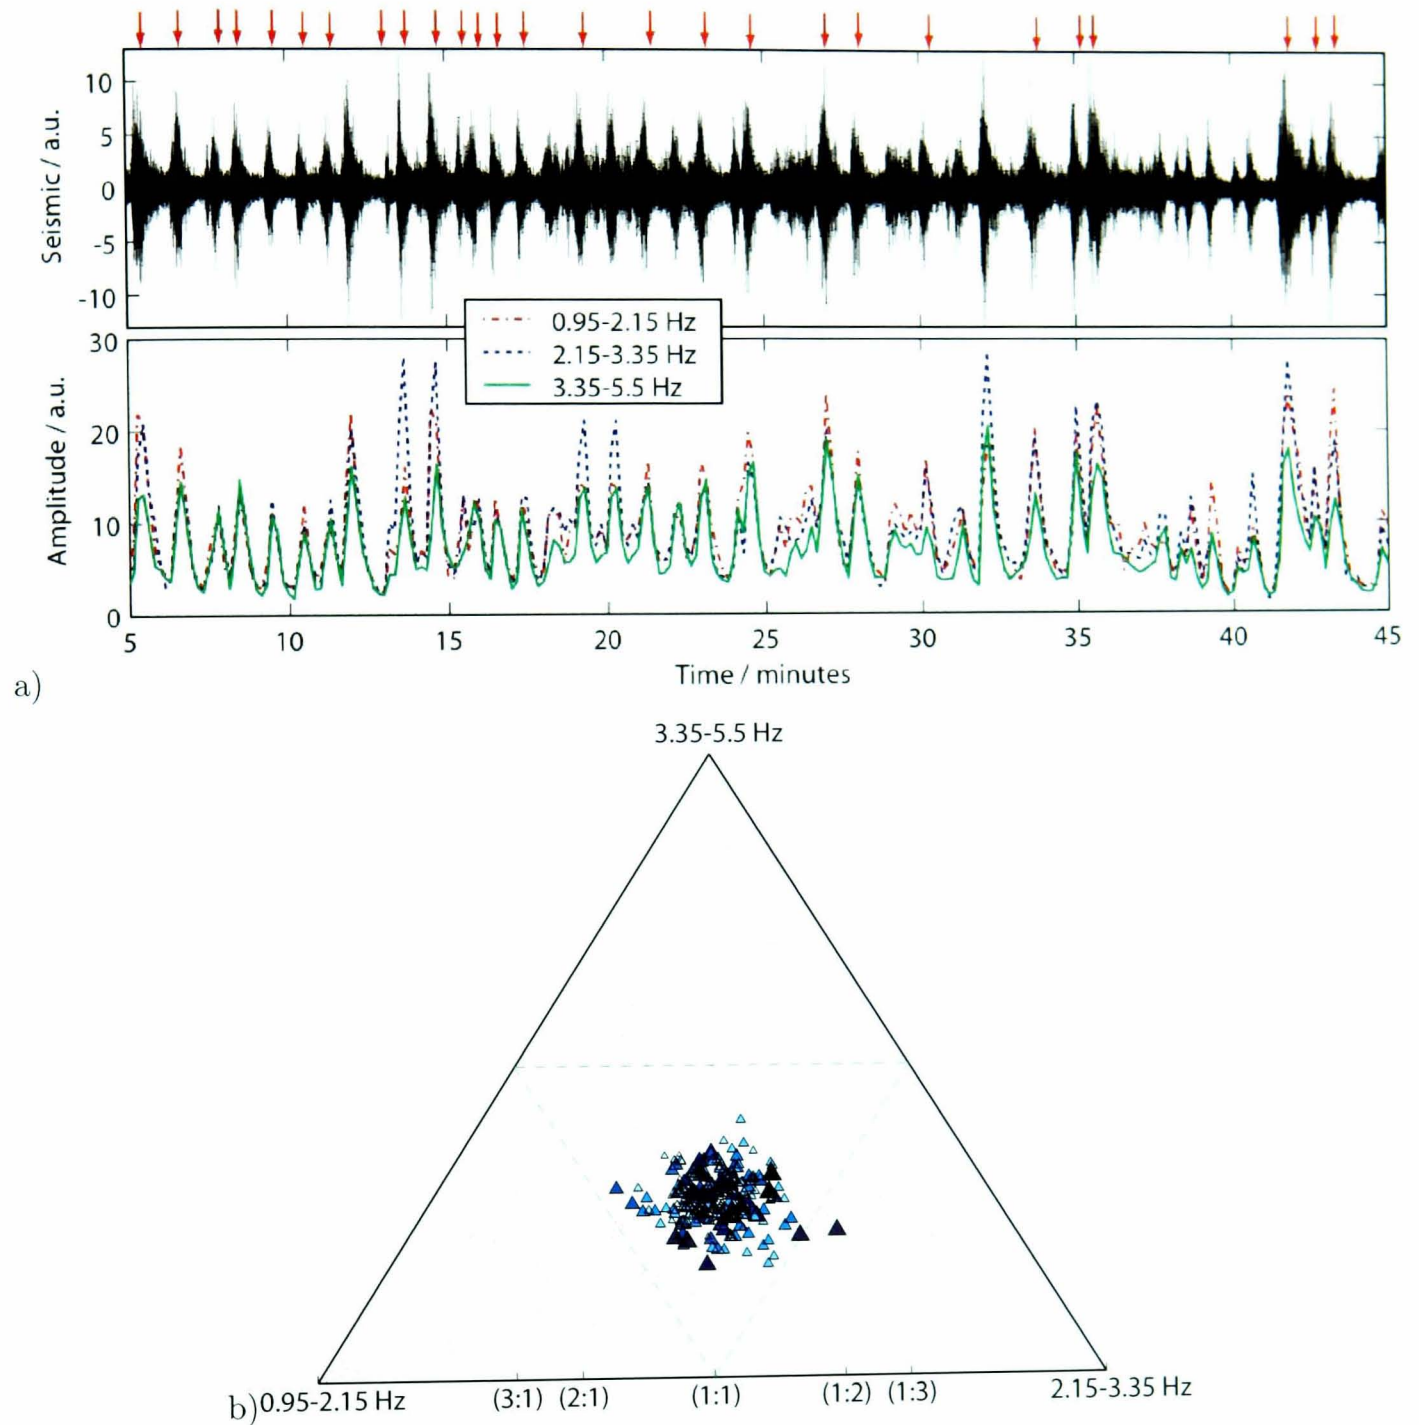 10
5
0
-5
-10
Seismic / a.u.
0.95-2.15 Hz
2.15-3.35 Hz
3.35-5.5 Hz
30
20
10
0
Amplitude / a.u.
5 10 15 20 25 30 35 40 45
Time / minutes
a)
3.35-5.5 Hz
b) 0.95-2.15 Hz (3:1) (2:1) (1:1) (1:2) (1:3) 2.15-3.35 Hz